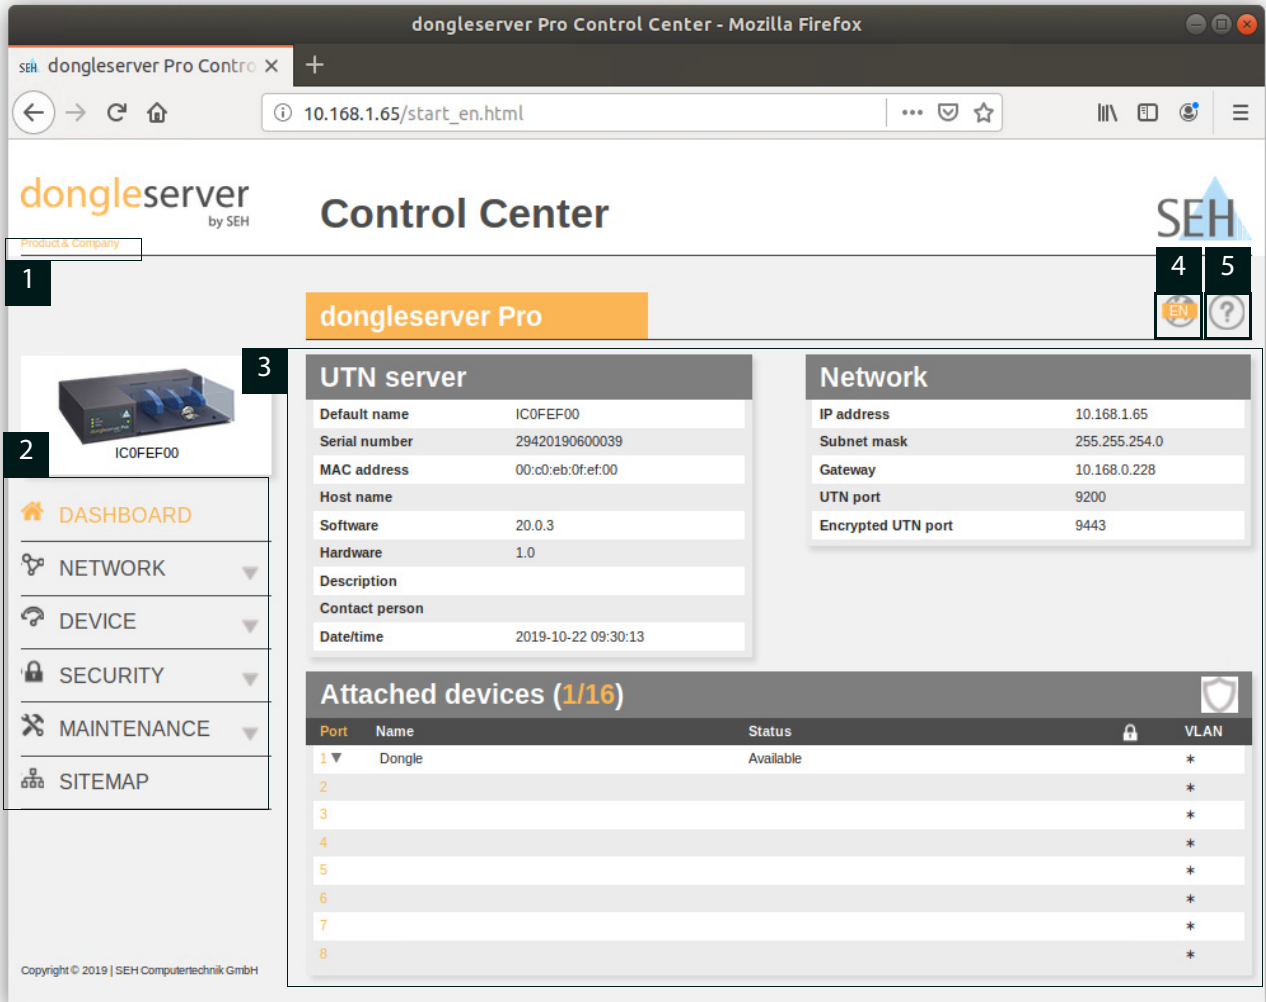 dongleserver Pro Control Center - Mozilla Firefox
SEH dongleserver Pro Contro
10.168.1.65/start_en.html
dongleserver
by SEH
Control Center
SEH
Product & Company
1
4 5
dongleserver Pro
EN ?
3
UTN server
Default name IC0FEF00
Serial number 29420190600039
MAC address 00:c0:eb:0f:ef:00
Host name
Software 20.0.3
Hardware 1.0
Description
Contact person
Date/time 2019-10-22 09:30:13
Network
IP address 10.168.1.65
Subnet mask 255.255.254.0
Gateway 10.168.0.228
UTN port 9200
Encrypted UTN port 9443
2
IC0FEF00
DASHBOARD
NETWORK
DEVICE
SECURITY
MAINTENANCE
SITEMAP
Attached devices (1/16)
Port Name Status VLAN
1 Dongle Available *
2 *
3 *
4 *
5 *
6 *
7 *
8 *
Copyright © 2019 | SEH Computertechnik GmbH